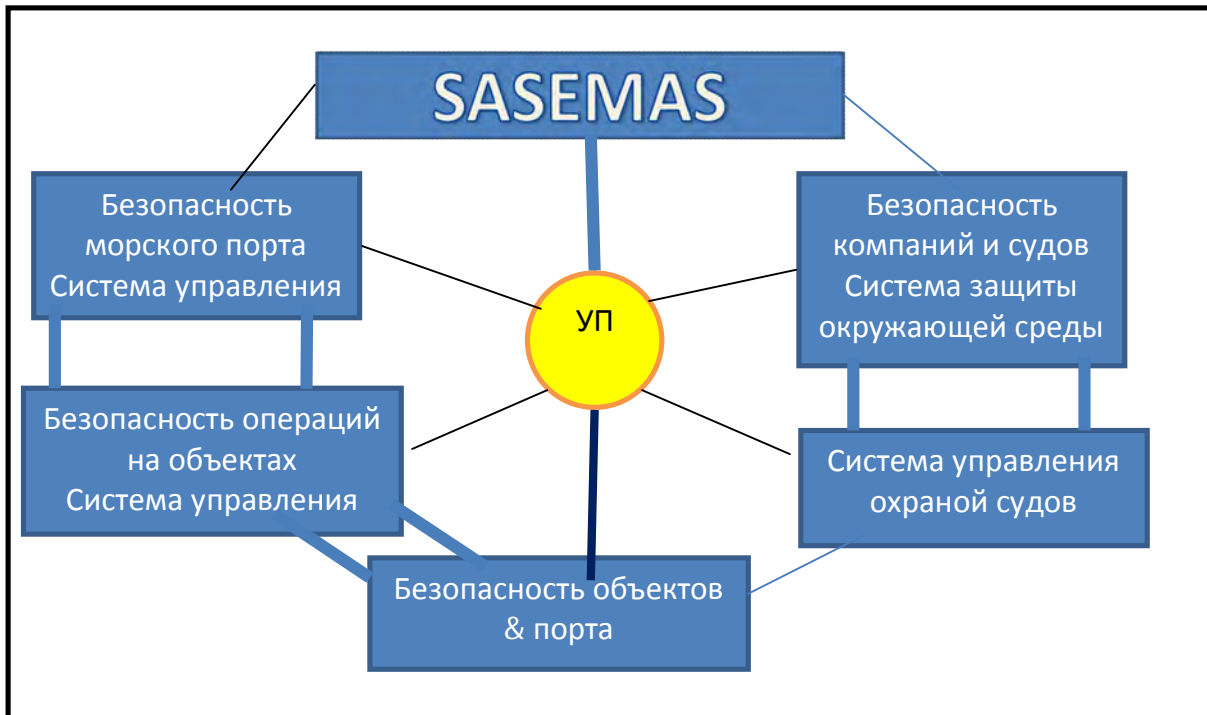 SASEMAS
Безопасность
морского порта
Система управления
Безопасность
компаний и судов
Система защиты
окружающей среды
УП
Безопасность операций
на объектах
Система управления
Система управления
охраной судов
Безопасность объектов
& порта